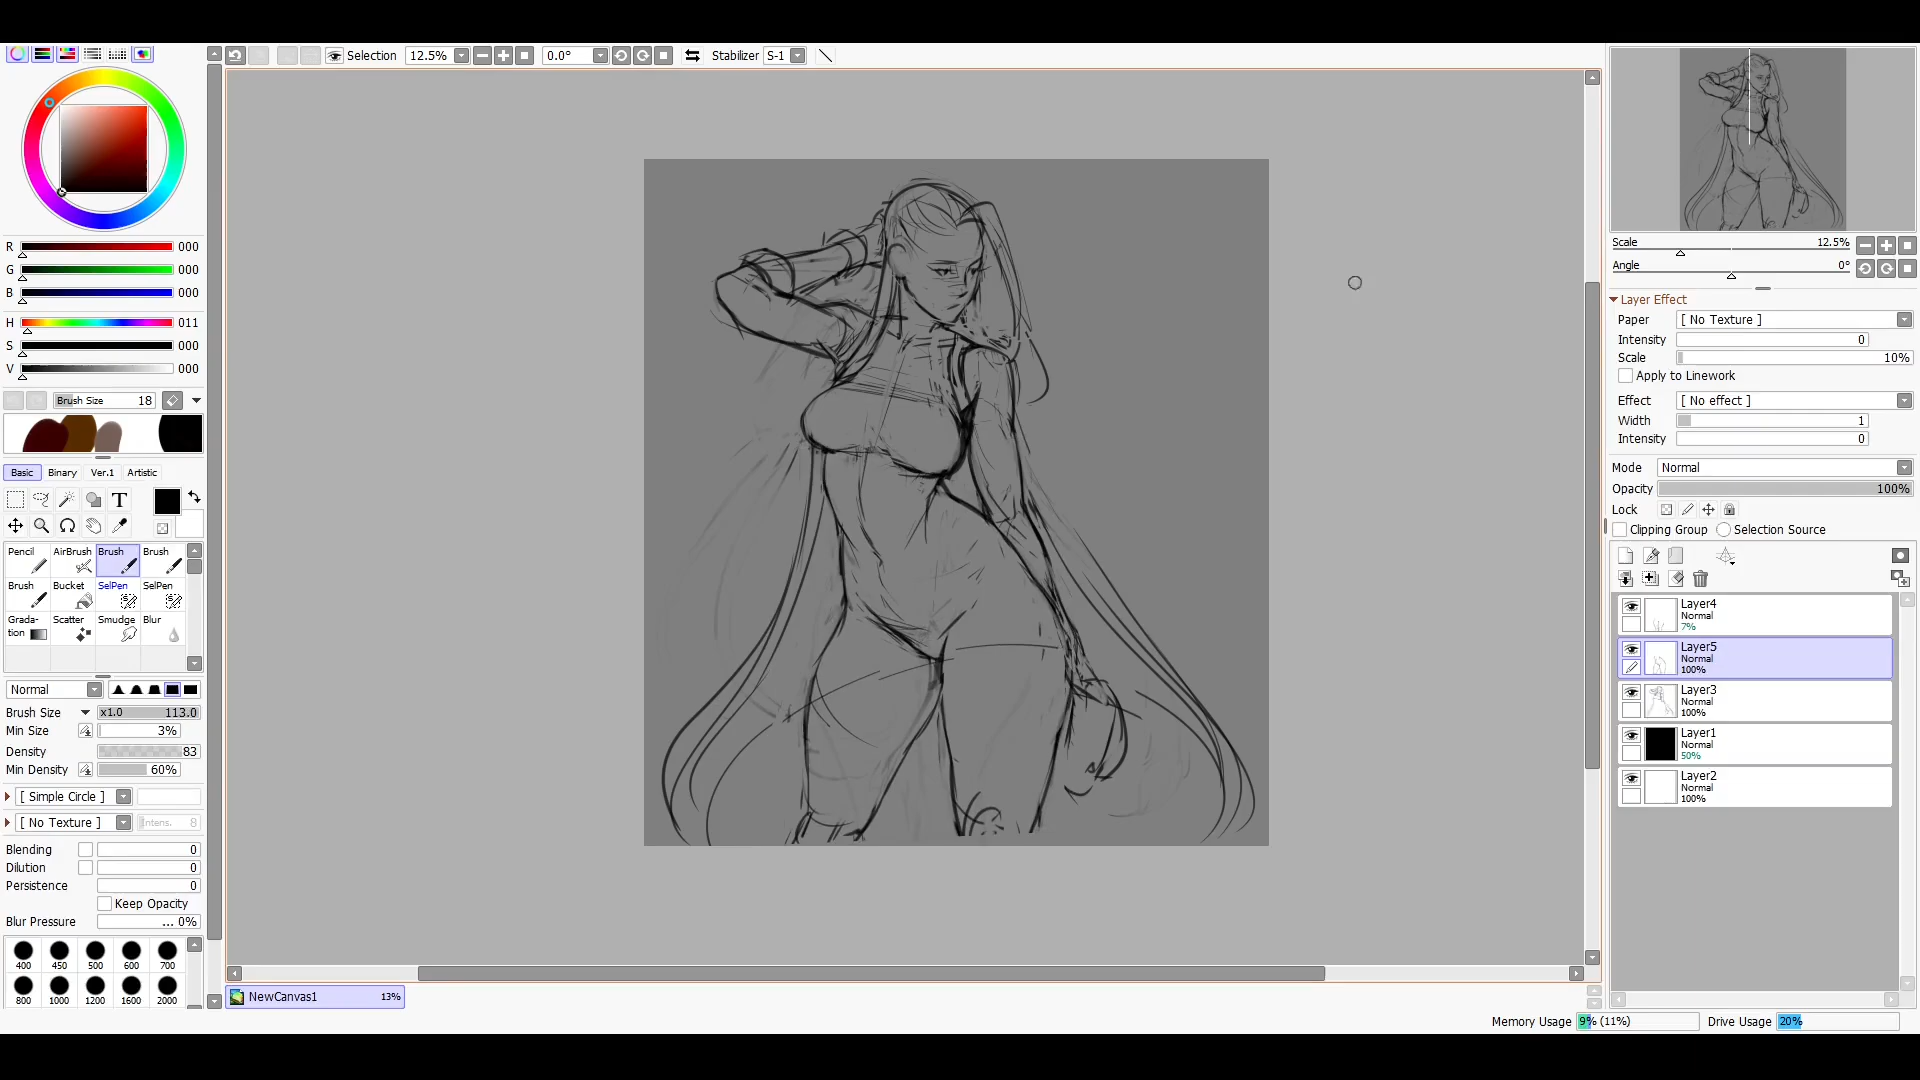 Selection 12.5% 0.0° Stabilizer S-1
R 000
G 000
B 000
H 011
S 000
V 000
Brush Size 18
Basic Binary Ver.1 Artistic
T
Pencil AirBrush Brush Brush
Brush Bucket SelPen SelPen
Grada-
tion Scatter Smudge Blur
Normal
Brush Size x1.0 113.0
Min Size 3%
Density 83
Min Density 60%
[ Simple Circle ]
[ No Texture ] Intens. 8
Blending 0
Dilution 0
Persistence 0
Keep Opacity
Blur Pressure ... 0%
400 450 500 600 700
800 1000 1200 1600 2000
NewCanvas1 13%
Scale 12.5%
Angle 0°
Layer Effect
Paper [ No Texture ]
Intensity 0
Scale 10%
Apply to Linework
Effect [ No effect ]
Width 1
Intensity 0
Mode Normal
Opacity 100%
Lock
Clipping Group Selection Source
Layer4
Normal
7%
Layer5
Normal
100%
Layer3
Normal
100%
Layer1
Normal
50%
Layer2
Normal
100%
Memory Usage 9% (11%) Drive Usage 20%